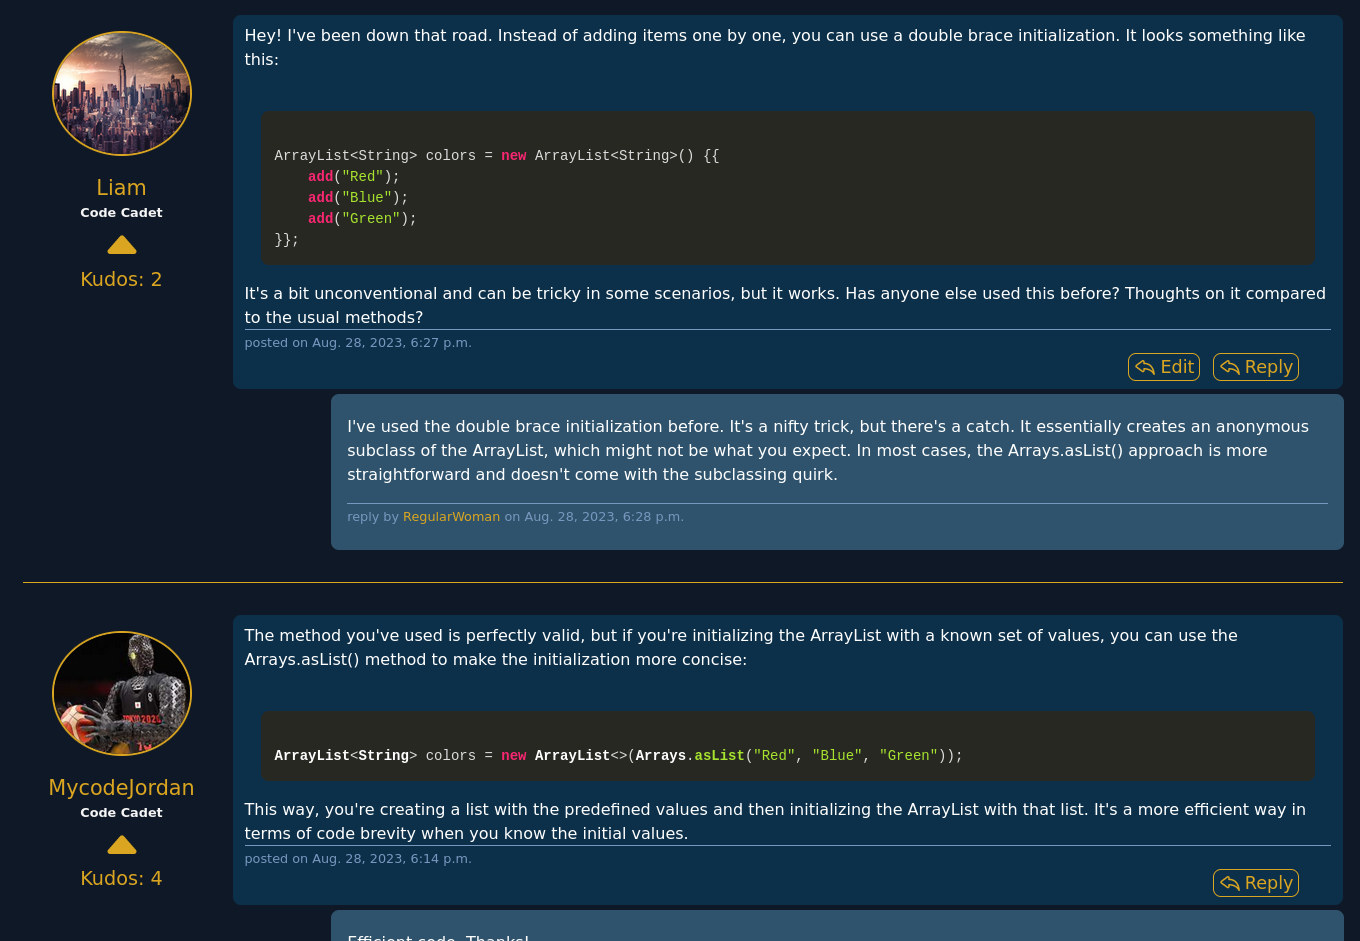 Hey! I've been down that road. Instead of adding items one by one, you can use a double brace initialization. It looks something like
this:
ArrayList<String> colors = new ArrayList<String>() {{
    add("Red");
    add("Blue");
    add("Green");
}};
Liam
Code Cadet
Kudos: 2
It's a bit unconventional and can be tricky in some scenarios, but it works. Has anyone else used this before? Thoughts on it compared
to the usual methods?
posted on Aug. 28, 2023, 6:27 p.m.
Edit Reply
I've used the double brace initialization before. It's a nifty trick, but there's a catch. It essentially creates an anonymous
subclass of the ArrayList, which might not be what you expect. In most cases, the Arrays.asList() approach is more
straightforward and doesn't come with the subclassing quirk.
reply by RegularWoman on Aug. 28, 2023, 6:28 p.m.
The method you've used is perfectly valid, but if you're initializing the ArrayList with a known set of values, you can use the
Arrays.asList() method to make the initialization more concise:
TOKYO 2020
ArrayList<String> colors = new ArrayList<>(Arrays.asList("Red", "Blue", "Green"));
MycodeJordan
Code Cadet
Kudos: 4
This way, you're creating a list with the predefined values and then initializing the ArrayList with that list. It's a more efficient way in
terms of code brevity when you know the initial values.
posted on Aug. 28, 2023, 6:14 p.m.
Reply
Efficient code. Thanks!